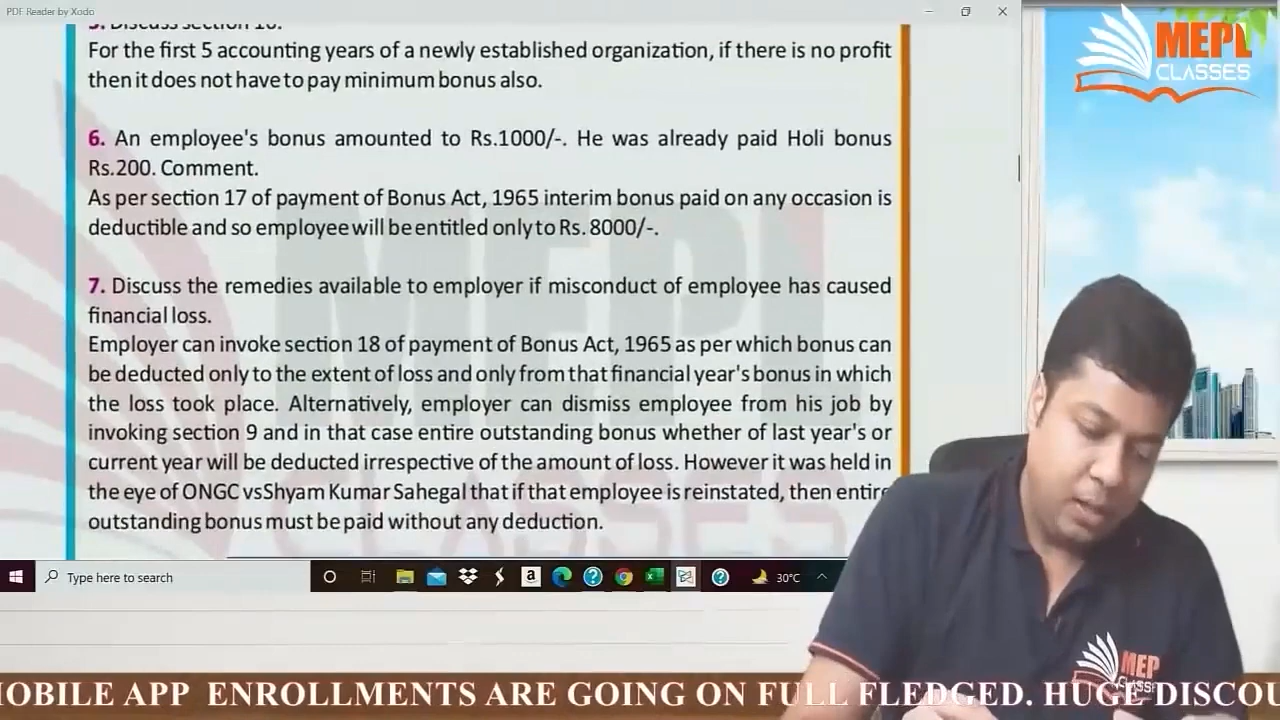 PDF Reader by Xodo
5. Discuss section 16.
For the first 5 accounting years of a newly established organization, if there is no profit
then it does not have to pay minimum bonus also.
6. An employee's bonus amounted to Rs.1000/-. He was already paid Holi bonus
Rs.200. Comment.
As per section 17 of payment of Bonus Act, 1965 interim bonus paid on any occasion is
deductible and so employee will be entitled only to Rs. 8000/-.
7. Discuss the remedies available to employer if misconduct of employee has caused
financial loss.
Employer can invoke section 18 of payment of Bonus Act, 1965 as per which bonus can
be deducted only to the extent of loss and only from that financial year's bonus in which
the loss took place. Alternatively, employer can dismiss employee from his job by
invoking section 9 and in that case entire outstanding bonus whether of last year's or
current year will be deducted irrespective of the amount of loss. However it was held in
the eye of ONGC vsShyam Kumar Sahegal that if that employee is reinstated, then entire
outstanding bonus must be paid without any deduction.
Type here to search
30°C
MEPL
CLASSES
MEP
CLASS
MOBILE APP ENROLLMENTS ARE GOING ON FULL FLEDGED. HUGE DISCOU